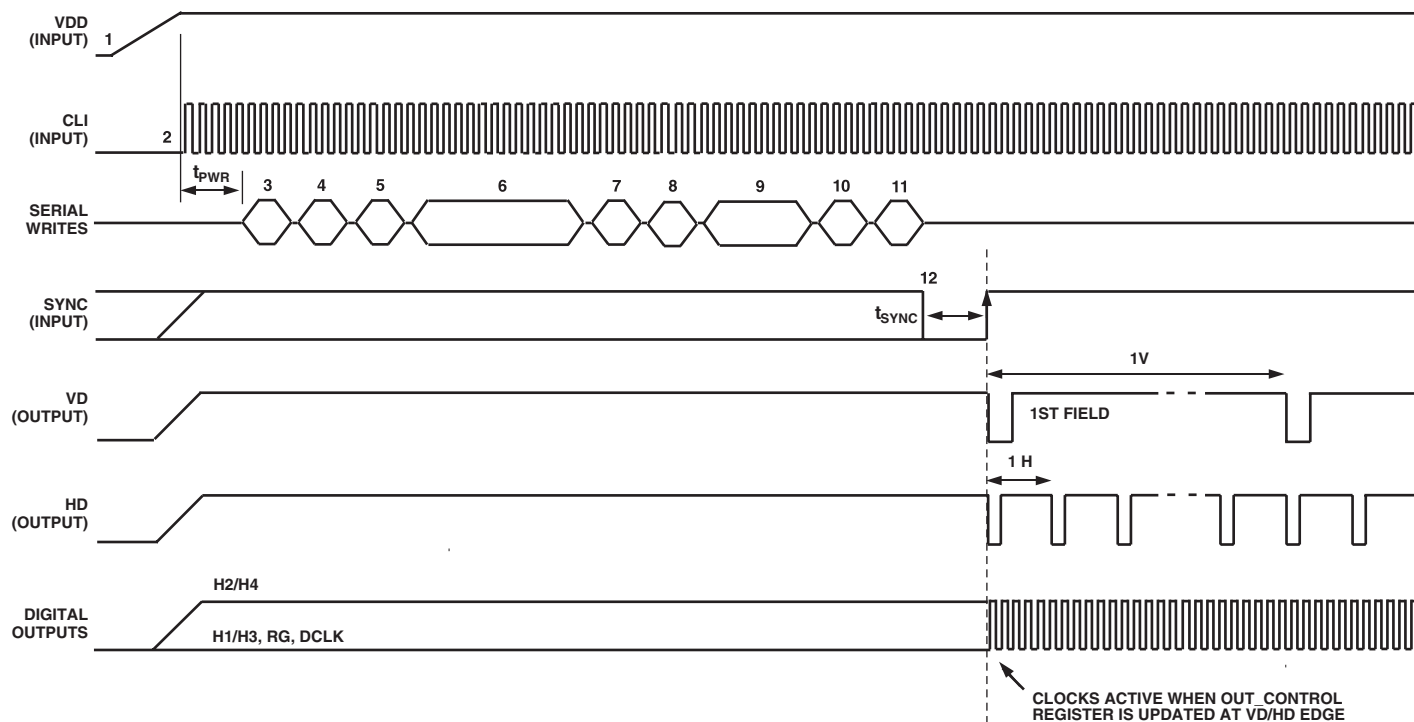 VDD
(INPUT)
1
CLI
(INPUT)
2
tPWR
SERIAL
WRITES
3 4 5 6 7 8 9 10 11
SYNC
(INPUT)
12
tSYNC
1V
VD
(OUTPUT)
1ST FIELD
1 H
HD
(OUTPUT)
H2/H4
DIGITAL
OUTPUTS
H1/H3, RG, DCLK
CLOCKS ACTIVE WHEN OUT_CONTROL
REGISTER IS UPDATED AT VD/HD EDGE